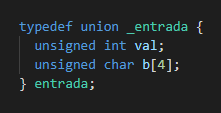 typedef union _entrada {
  unsigned int val;
  unsigned char b[4];
} entrada;